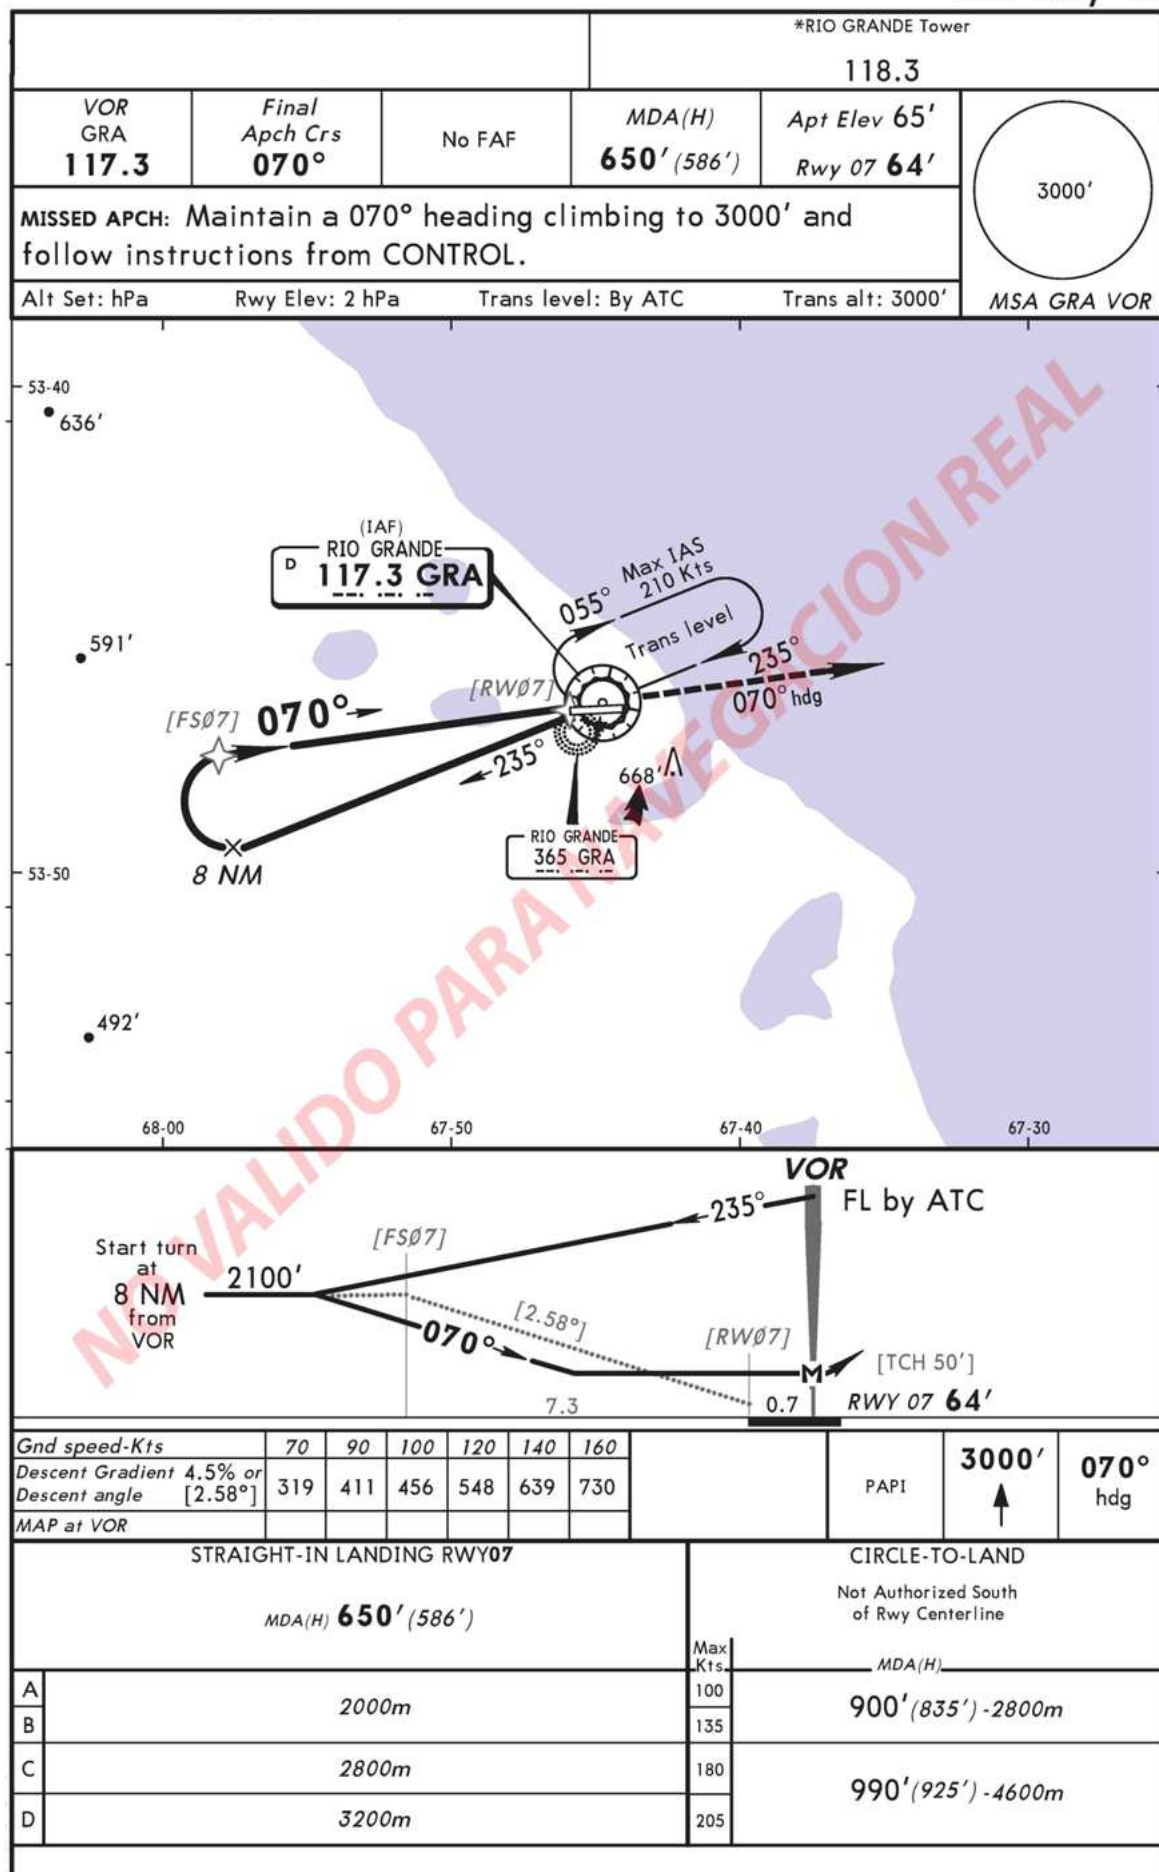 *RIO GRANDE Tower
118.3
VOR
GRA
117.3
Final
Apch Crs
070°
No FAF
MDA(H)
650' (586')
Apt Elev 65'
Rwy 07 64'
3000'
MSA GRA VOR
MISSED APCH: Maintain a 070° heading climbing to 3000' and
follow instructions from CONTROL.
Alt Set: hPa Rwy Elev: 2 hPa Trans level: By ATC Trans alt: 3000'
53-40
636'
(IAF)
RIO GRANDE
D 117.3 GRA
Max IAS
210 Kts
055°
Trans level
235°
070° hdg
591'
[RW07]
[FS07]
070°
235°
668'
RIO GRANDE
365 GRA
8 NM
53-50
492'
68-00 67-50 67-40 67-30
NO VALIDO PARA NAVEGACION REAL
VOR
FL by ATC
235°
[FS07]
Start turn
at
8 NM
from
VOR
2100'
[2.58°]
070°
[RW07]
M
[TCH 50']
7.3
0.7
RWY 07 64'
Gnd speed-Kts 70 90 100 120 140 160
Descent Gradient 4.5% or
Descent angle [2.58°] 319 411 456 548 639 730
MAP at VOR
PAPI
3000'
070°
hdg
STRAIGHT-IN LANDING RWY07
MDA(H) 650' (586')
CIRCLE-TO-LAND
Not Authorized South
of Rwy Centerline
Max
Kts
MDA(H)
A
B
2000m
100
135
900' (835') -2800m
C
2800m
180
D
3200m
205
990' (925') -4600m